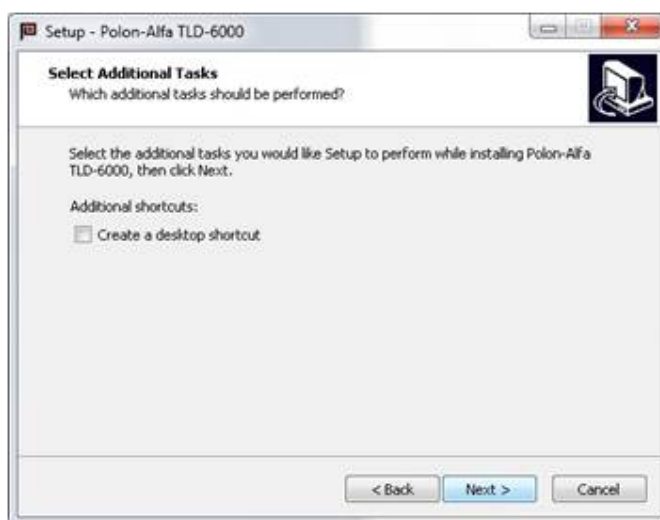 Setup - Polon-Alfa TLD-6000
Select Additional Tasks
Which additional tasks should be performed?
Select the additional tasks you would like Setup to perform while installing Polon-Alfa
TLD-6000, then click Next.
Additional shortcuts:
Create a desktop shortcut
< Back
Next >
Cancel